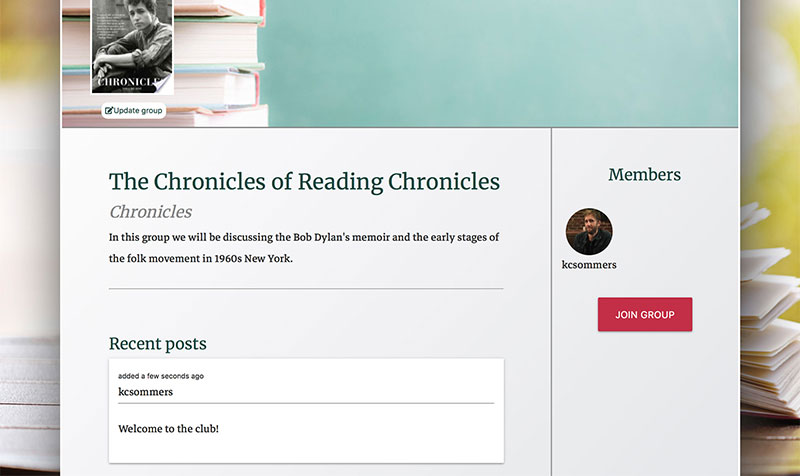 CHRONICLES
Update group
The Chronicles of Reading Chronicles
Chronicles
In this group we will be discussing the Bob Dylan's memoir and the early stages of
the folk movement in 1960s New York.
Members
kcsommers
JOIN GROUP
Recent posts
added a few seconds ago
kcsommers
Welcome to the club!